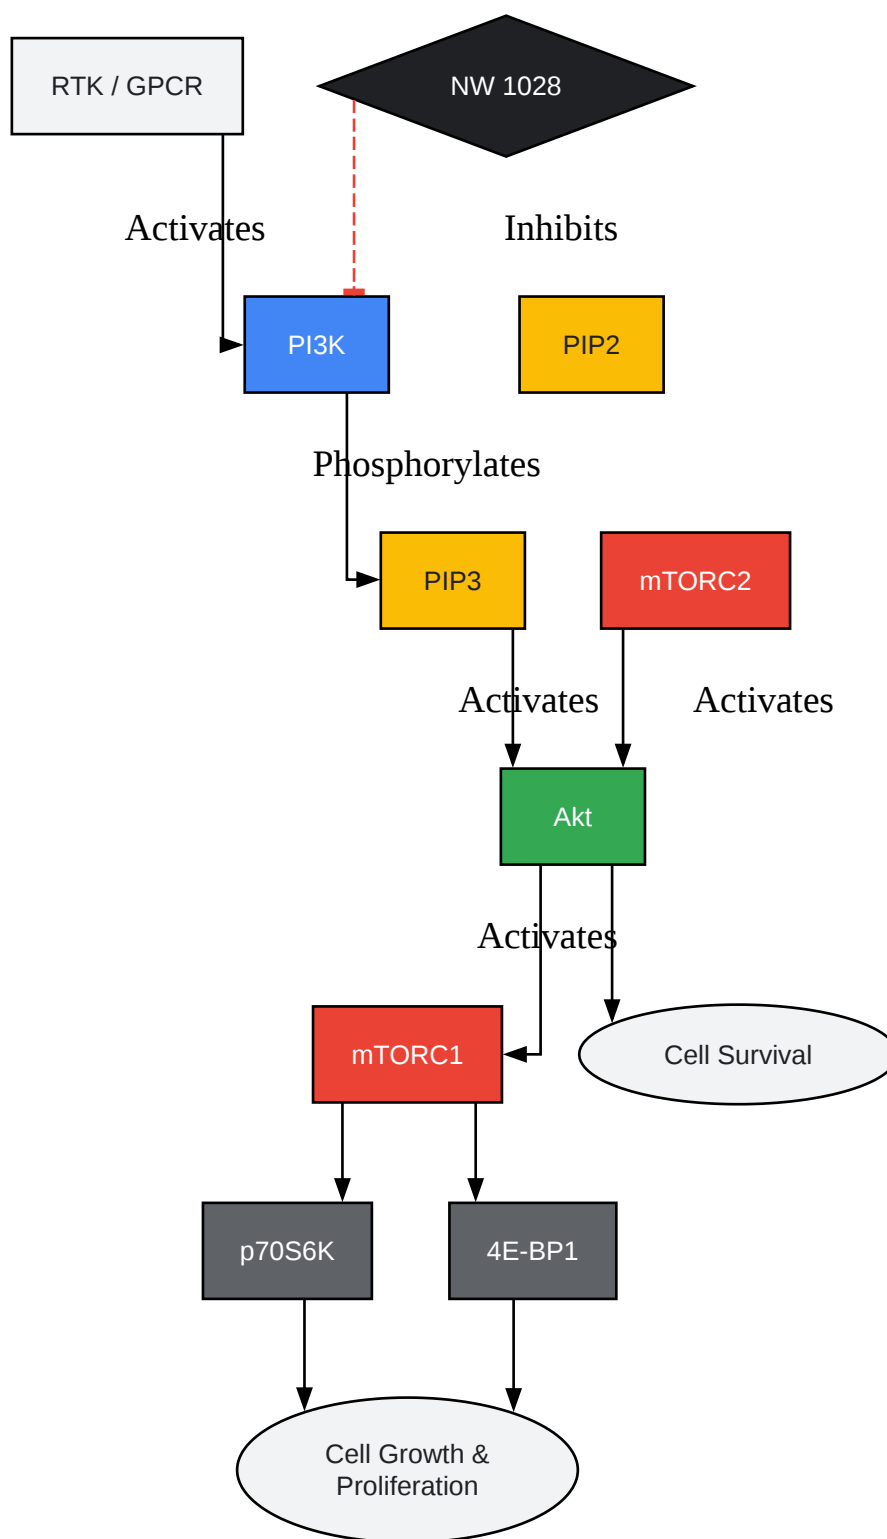 RTK / GPCR
NW 1028
Activates
Inhibits
PI3K
PIP2
Phosphorylates
PIP3
mTORC2
Activates
Activates
Akt
Activates
mTORC1
Cell Survival
p70S6K
4E-BP1
Cell Growth &
Proliferation